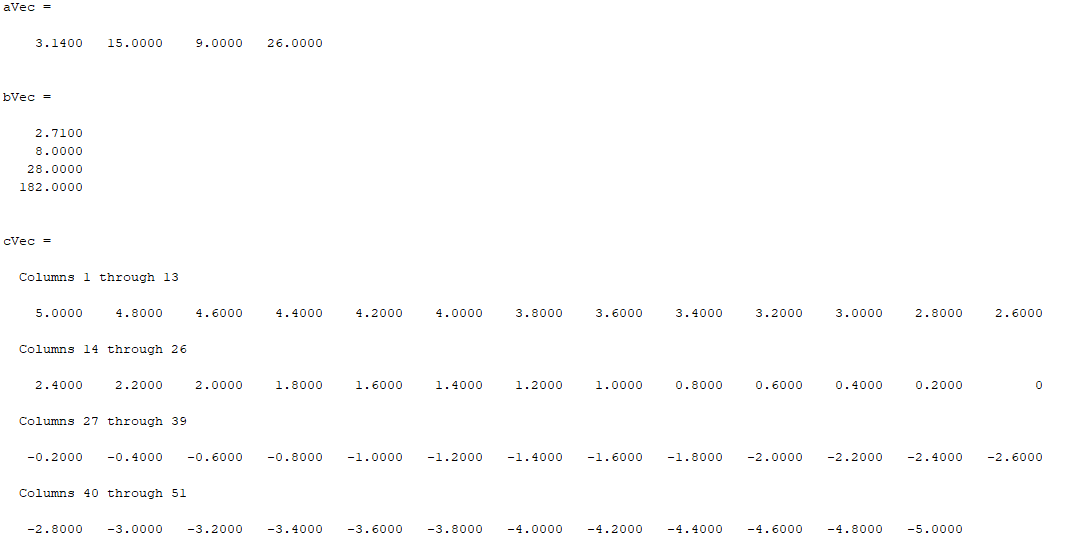 aVec =
3.1400 15.0000 9.0000 26.0000
bVec =
2.7100
8.0000
28.0000
182.0000
cVec =
Columns 1 through 13
5.0000 4.8000 4.6000 4.4000 4.2000 4.0000 3.8000 3.6000 3.4000 3.2000 3.0000 2.8000 2.6000
Columns 14 through 26
2.4000 2.2000 2.0000 1.8000 1.6000 1.4000 1.2000 1.0000 0.8000 0.6000 0.4000 0.2000 0
Columns 27 through 39
-0.2000 -0.4000 -0.6000 -0.8000 -1.0000 -1.2000 -1.4000 -1.6000 -1.8000 -2.0000 -2.2000 -2.4000 -2.6000
Columns 40 through 51
-2.8000 -3.0000 -3.2000 -3.4000 -3.6000 -3.8000 -4.0000 -4.2000 -4.4000 -4.6000 -4.8000 -5.0000